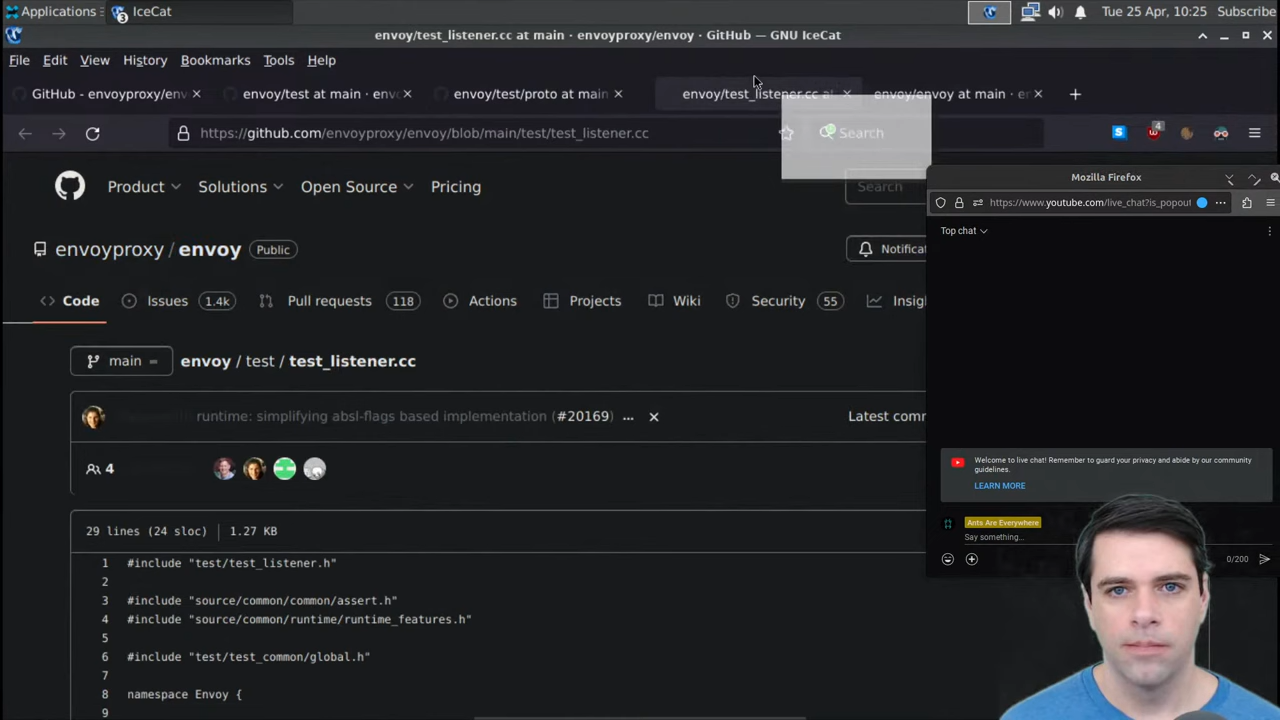 Applications
3
IceCat
Tue 25 Apr, 10:25 Subscribe
envoy/test_listener.cc at main · envoyproxy/envoy · GitHub — GNU IceCat
File Edit View History Bookmarks Tools Help
GitHub - envoyproxy/env
envoy/test at main · env
envoy/test/proto at main
envoy/test_listener.cc a
envoy/envoy at main · e
https://github.com/envoyproxy/envoy/blob/main/test/test_listener.cc
Search
4
Product Solutions Open Source Pricing
Search
envoyproxy / envoy Public
Notificat
Code Issues 1.4k Pull requests 118 Actions Projects Wiki Security 55 Insig
main envoy / test / test_listener.cc
runtime: simplifying absl-flags based implementation (#20169) ...
Latest comm
4
29 lines (24 sloc) 1.27 KB
1 #include "test/test_listener.h"
2
3 #include "source/common/common/assert.h"
4 #include "source/common/runtime/runtime_features.h"
5
6 #include "test/test_common/global.h"
7
8 namespace Envoy {
9
Mozilla Firefox
https://www.youtube.com/live_chat?is_popout
Top chat
Welcome to live chat! Remember to guard your privacy and abide by our community
guidelines.
LEARN MORE
Ants Are Everywhere
Say something...
0/200